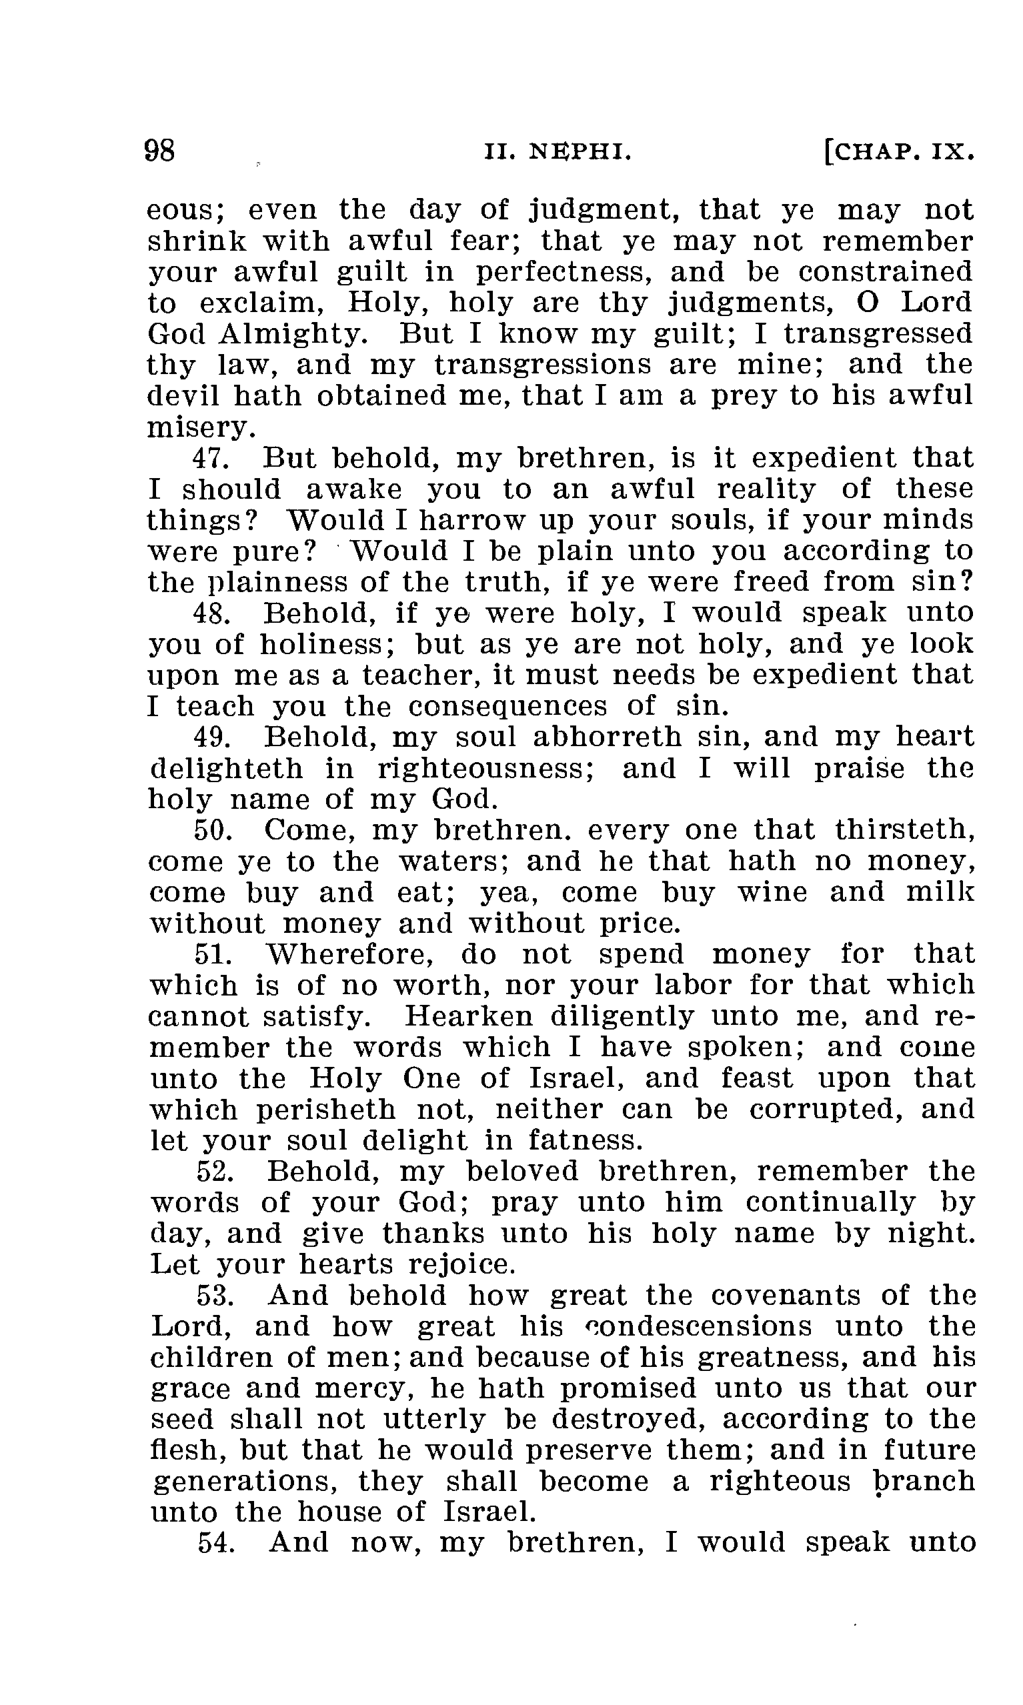 98 II. NEPHI. [CHAP. IX.
eous; even the day of judgment, that ye may not
shrink with awful fear; that ye may not remember
your awful guilt in perfectness, and be constrained
to exclaim, Holy, holy are thy judgments, O Lord
God Almighty. But I know my guilt; I transgressed
thy law, and my transgressions are mine; and the
devil hath obtained me, that I am a prey to his awful
misery.
47. But behold, my brethren, is it expedient that
I should awake you to an awful reality of these
things? Would I harrow up your souls, if your minds
were pure? Would I be plain unto you according to
the plainness of the truth, if ye were freed from sin?
48. Behold, if ye were holy, I would speak unto
you of holiness; but as ye are not holy, and ye look
upon me as a teacher, it must needs be expedient that
I teach you the consequences of sin.
49. Behold, my soul abhorreth sin, and my heart
delighteth in righteousness; and I will praise the
holy name of my God.
50. Come, my brethren. every one that thirsteth,
come ye to the waters; and he that hath no money,
come buy and eat; yea, come buy wine and milk
without money and without price.
51. Wherefore, do not spend money for that
which is of no worth, nor your labor for that which
cannot satisfy. Hearken diligently unto me, and re-
member the words which I have spoken; and come
unto the Holy One of Israel, and feast upon that
which perisheth not, neither can be corrupted, and
let your soul delight in fatness.
52. Behold, my beloved brethren, remember the
words of your God; pray unto him continually by
day, and give thanks unto his holy name by night.
Let your hearts rejoice.
53. And behold how great the covenants of the
Lord, and how great his condescensions unto the
children of men; and because of his greatness, and his
grace and mercy, he hath promised unto us that our
seed shall not utterly be destroyed, according to the
flesh, but that he would preserve them; and in future
generations, they shall become a righteous branch
unto the house of Israel.
54. And now, my brethren, I would speak unto